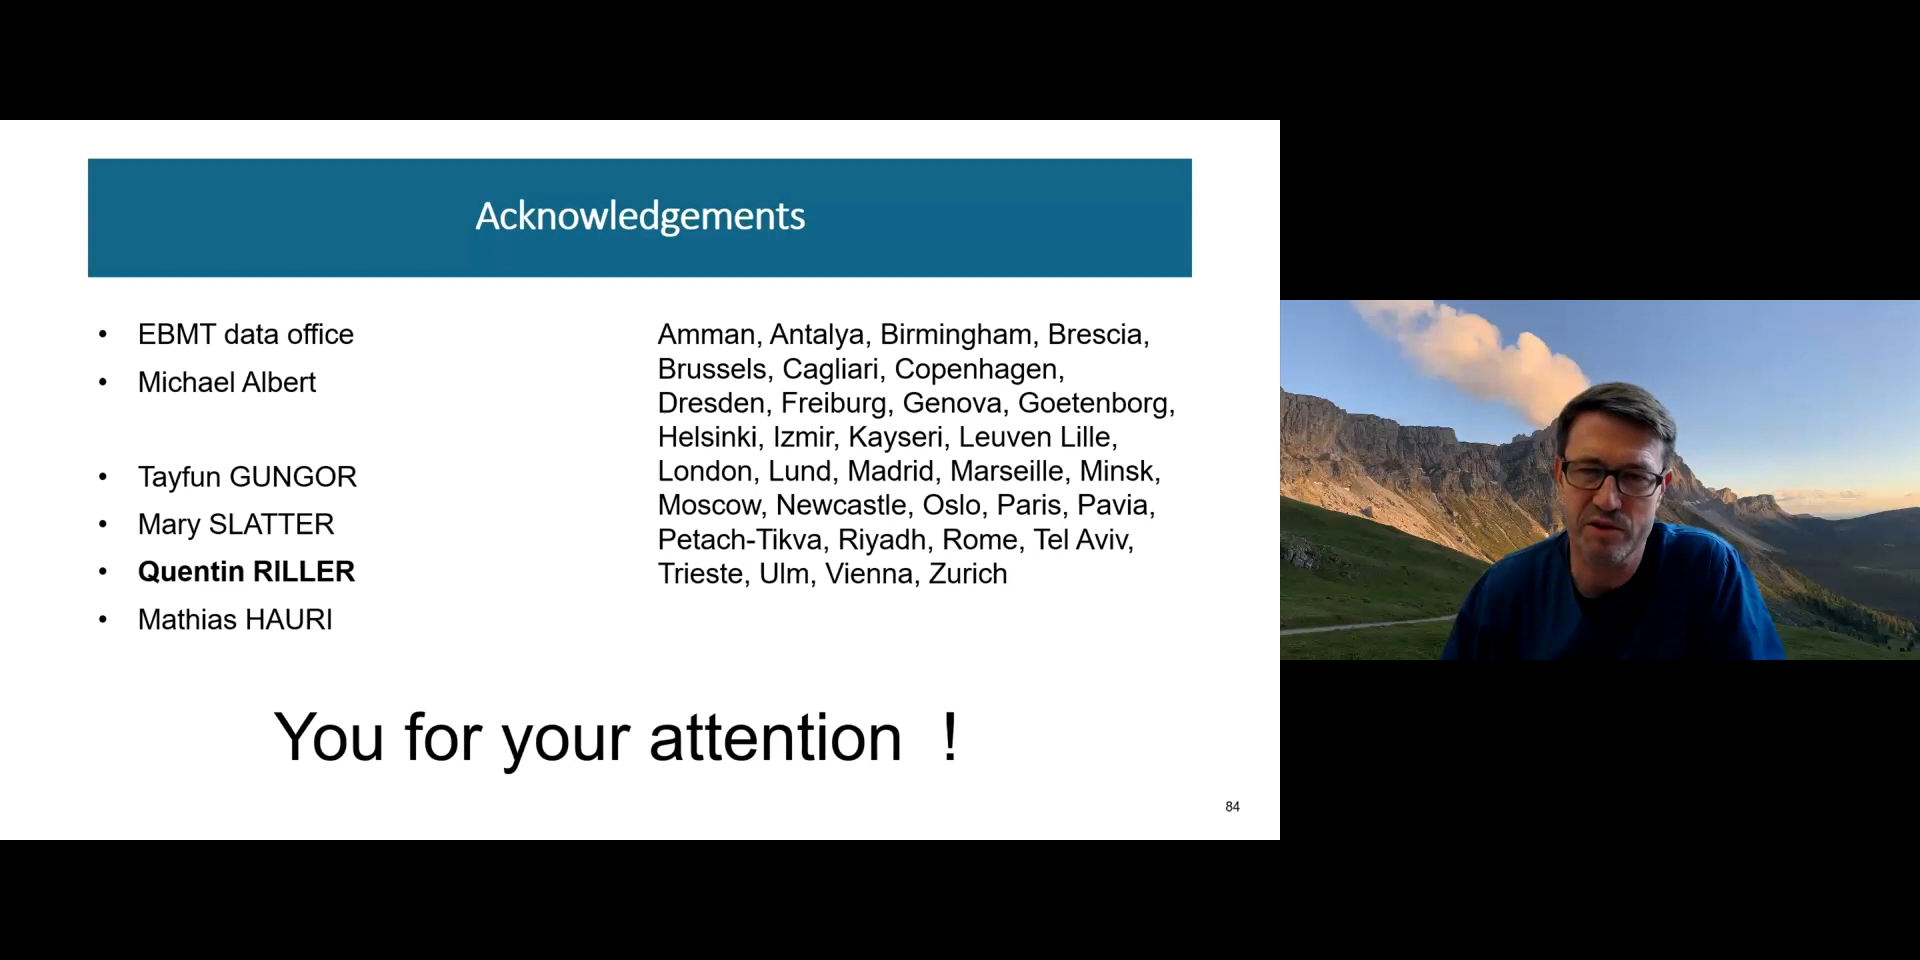 Acknowledgements
• EBMT data office
• Michael Albert
• Tayfun GUNGOR
• Mary SLATTER
• Quentin RILLER
• Mathias HAURI
Amman, Antalya, Birmingham, Brescia,
Brussels, Cagliari, Copenhagen,
Dresden, Freiburg, Genova, Goetenborg,
Helsinki, Izmir, Kayseri, Leuven Lille,
London, Lund, Madrid, Marseille, Minsk,
Moscow, Newcastle, Oslo, Paris, Pavia,
Petach-Tikva, Riyadh, Rome, Tel Aviv,
Trieste, Ulm, Vienna, Zurich
You for your attention !
84